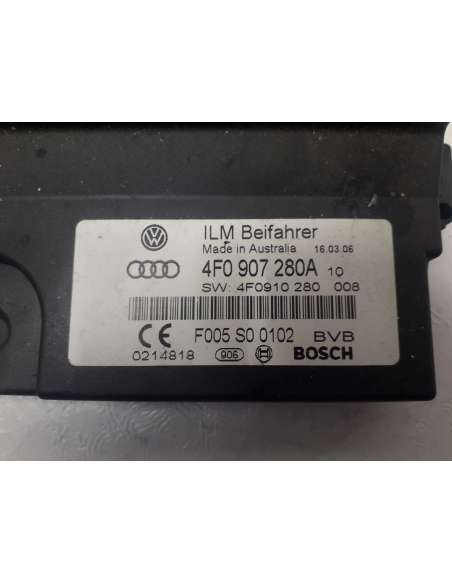 ILM Beifahrer
Made in Australia 16.03.06
4F0 907 280A 10
SW: 4F0910 280 008
CE F005 S0 0102 BVB
0214818 906 BOSCH